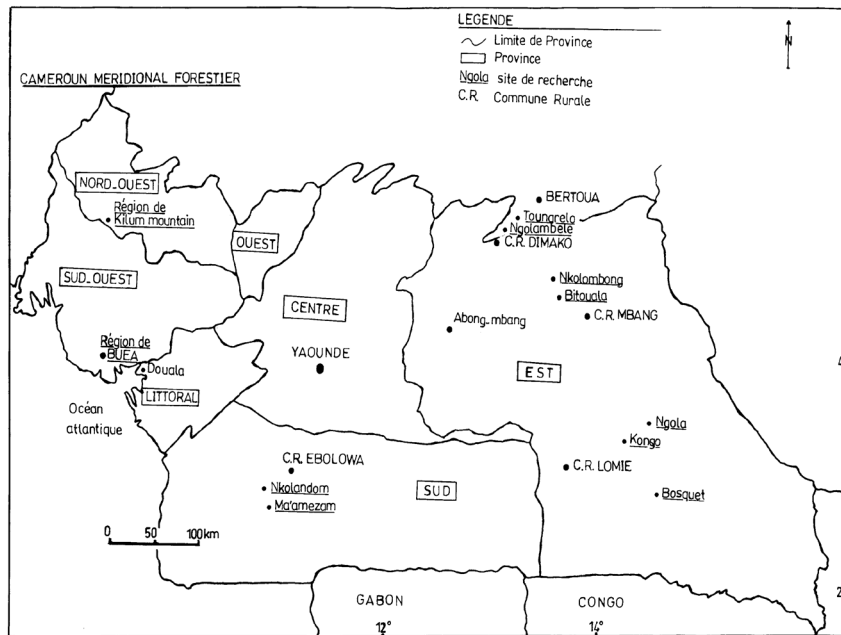 LEGENDE
Limite de Province
Province
Ngola site de recherche
C.R. Commune Rurale
N
CAMEROUN MERIDIONAL FORESTIER
NORD_OUEST
Région de
Kilum mountain
OUEST
SUD_OUEST
Région de
BUEA
Douala
LITTORAL
Océan
atlantique
CENTRE
YAOUNDE
BERTOUA
Toungrelo
Ngolambele
C.R. DIMAKO
Nkolombong
Bitouala
C.R. MBANG
Abong_mbang
EST
Ngola
Kongo
C.R. LOMIE
Bosquet
C.R. EBOLOWA
Nkolandom
Ma'amezam
SUD
0 50 100km
GABON
CONGO
12°
14°
4
2